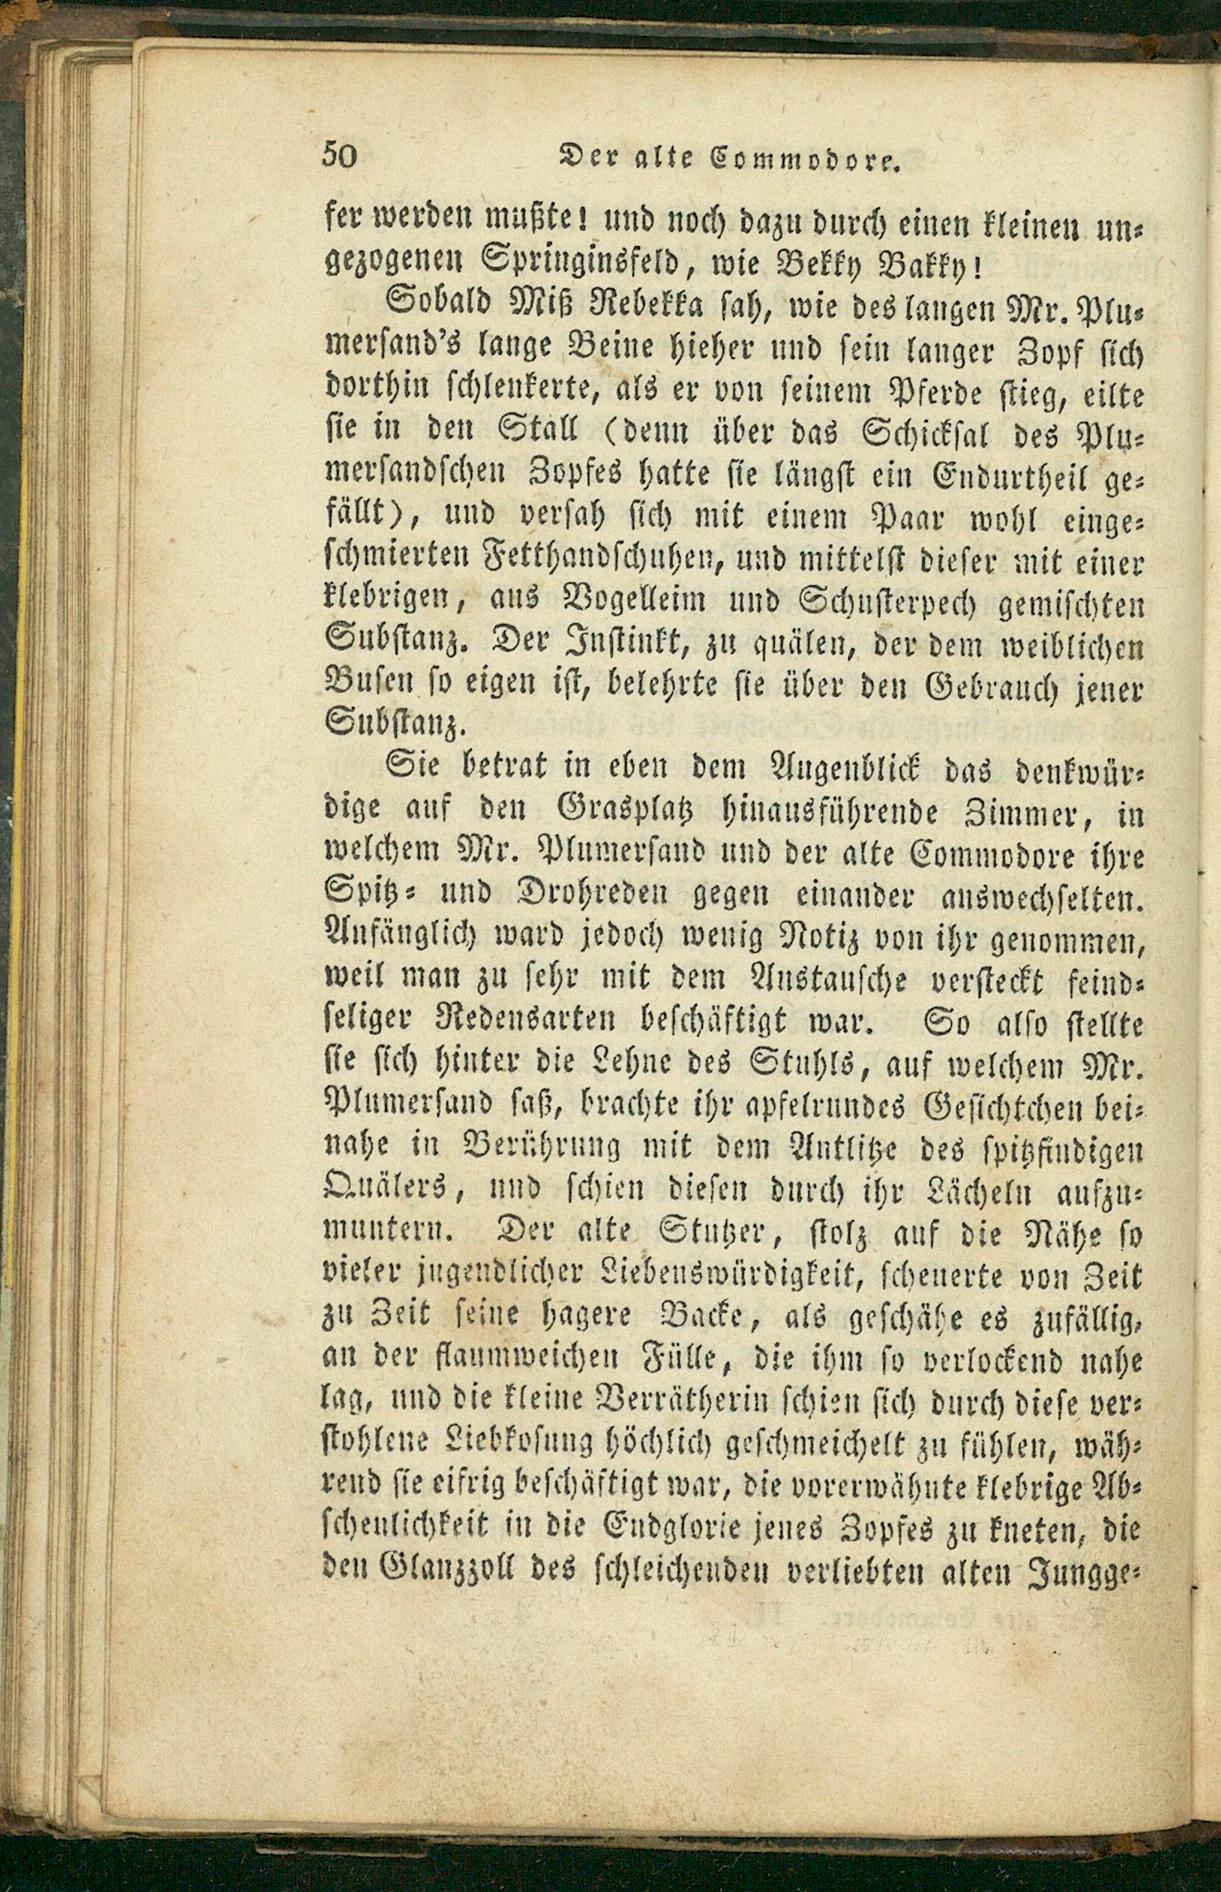 50 Der alte Commodore.
fer werden mußte! und noch dazu durch einen kleinen un-
gezogenen Springinsfeld, wie Bekky Bakky!
Sobald Miß Rebekka sah, wie des langen Mr. Plu-
mersand's lange Beine hieher und sein langer Zopf sich
dorthin schlenkerte, als er von seinem Pferde stieg, eilte
sie in den Stall (denn über das Schicksal des Plu-
mersandschen Zopfes hatte sie längst ein Endurtheil ge-
fällt), und versah sich mit einem Paar wohl einge-
schmierten Fetthandschuhen, und mittelst dieser mit einer
klebrigen, aus Vogelleim und Schusterpech gemischten
Substanz. Der Instinkt, zu quälen, der dem weiblichen
Busen so eigen ist, belehrte sie über den Gebrauch jener
Substanz.
Sie betrat in eben dem Augenblick das denkwür-
dige auf den Grasplatz hinausführende Zimmer, in
welchem Mr. Plumersand und der alte Commodore ihre
Spitz- und Drohreden gegen einander auswechselten.
Anfänglich ward jedoch wenig Notiz von ihr genommen,
weil man zu sehr mit dem Austausche versteckt feind-
seliger Redensarten beschäftigt war. So also stellte
sie sich hinter die Lehne des Stuhls, auf welchem Mr.
Plumersand saß, brachte ihr apfelrundes Gesichtchen bei-
nahe in Berührung mit dem Antlitze des spitzfindigen
Quälers, und schien diesen durch ihr Lächeln aufzu-
muntern. Der alte Stutzer, stolz auf die Nähe so
vieler jugendlicher Liebenswürdigkeit, scheuerte von Zeit
zu Zeit seine hagere Backe, als geschähe es zufällig,
an der flaumweichen Fülle, die ihm so verlockend nahe
lag, und die kleine Verrätherin schien sich durch diese ver-
stohlene Liebkosung höchlich geschmeichelt zu fühlen, wäh-
rend sie eifrig beschäftigt war, die vorerwähnte klebrige Ab-
scheulichkeit in die Endglorie jenes Zopfes zu kneten, die
den Glanzzoll des schleichenden verliebten alten Jungge-